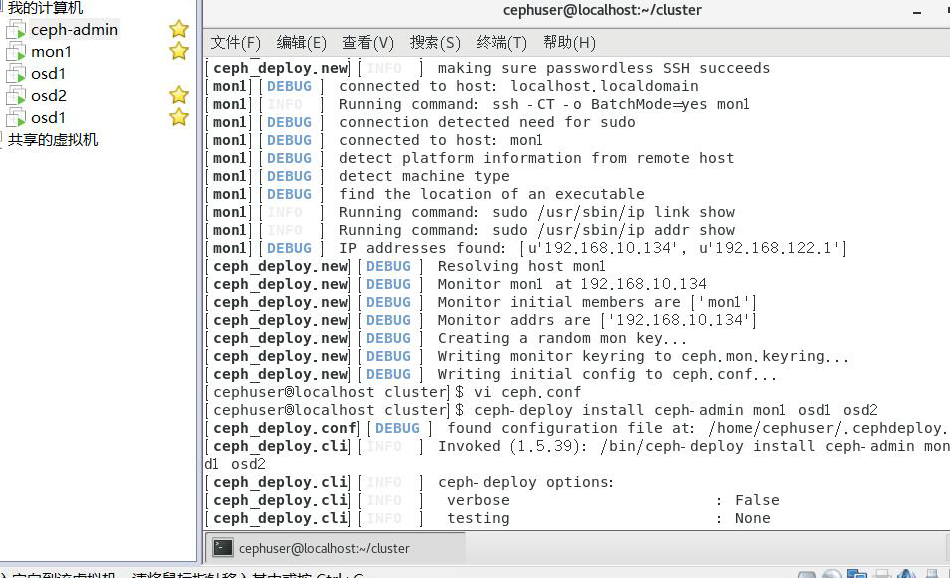 我的计算机
ceph-admin
mon1
osd1
osd2
osd1
共享的虚拟机
cephuser@localhost:~/cluster
文件(F) 编辑(E) 查看(V) 搜索(S) 终端(T) 帮助(H)
[ceph_deploy.new][INFO  ] making sure passwordless SSH succeeds
[mon1][DEBUG ] connected to host: localhost.localdomain
[mon1][INFO  ] Running command: ssh -CT -o BatchMode=yes mon1
[mon1][DEBUG ] connection detected need for sudo
[mon1][DEBUG ] connected to host: mon1
[mon1][DEBUG ] detect platform information from remote host
[mon1][DEBUG ] detect machine type
[mon1][DEBUG ] find the location of an executable
[mon1][INFO  ] Running command: sudo /usr/sbin/ip link show
[mon1][INFO  ] Running command: sudo /usr/sbin/ip addr show
[mon1][DEBUG ] IP addresses found: [u'192.168.10.134', u'192.168.122.1']
[ceph_deploy.new][DEBUG ] Resolving host mon1
[ceph_deploy.new][DEBUG ] Monitor mon1 at 192.168.10.134
[ceph_deploy.new][DEBUG ] Monitor initial members are ['mon1']
[ceph_deploy.new][DEBUG ] Monitor addrs are ['192.168.10.134']
[ceph_deploy.new][DEBUG ] Creating a random mon key...
[ceph_deploy.new][DEBUG ] Writing monitor keyring to ceph.mon.keyring...
[ceph_deploy.new][DEBUG ] Writing initial config to ceph.conf...
[cephuser@localhost cluster]$ vi ceph.conf
[cephuser@localhost cluster]$ ceph-deploy install ceph-admin mon1 osd1 osd2
[ceph_deploy.conf][DEBUG ] found configuration file at: /home/cephuser/.cephdeploy.
[ceph_deploy.cli][INFO  ] Invoked (1.5.39): /bin/ceph-deploy install ceph-admin mon
d1 osd2
[ceph_deploy.cli][INFO  ] ceph-deploy options:
[ceph_deploy.cli][INFO  ]  verbose : False
[ceph_deploy.cli][INFO  ]  testing : None
cephuser@localhost:~/cluster